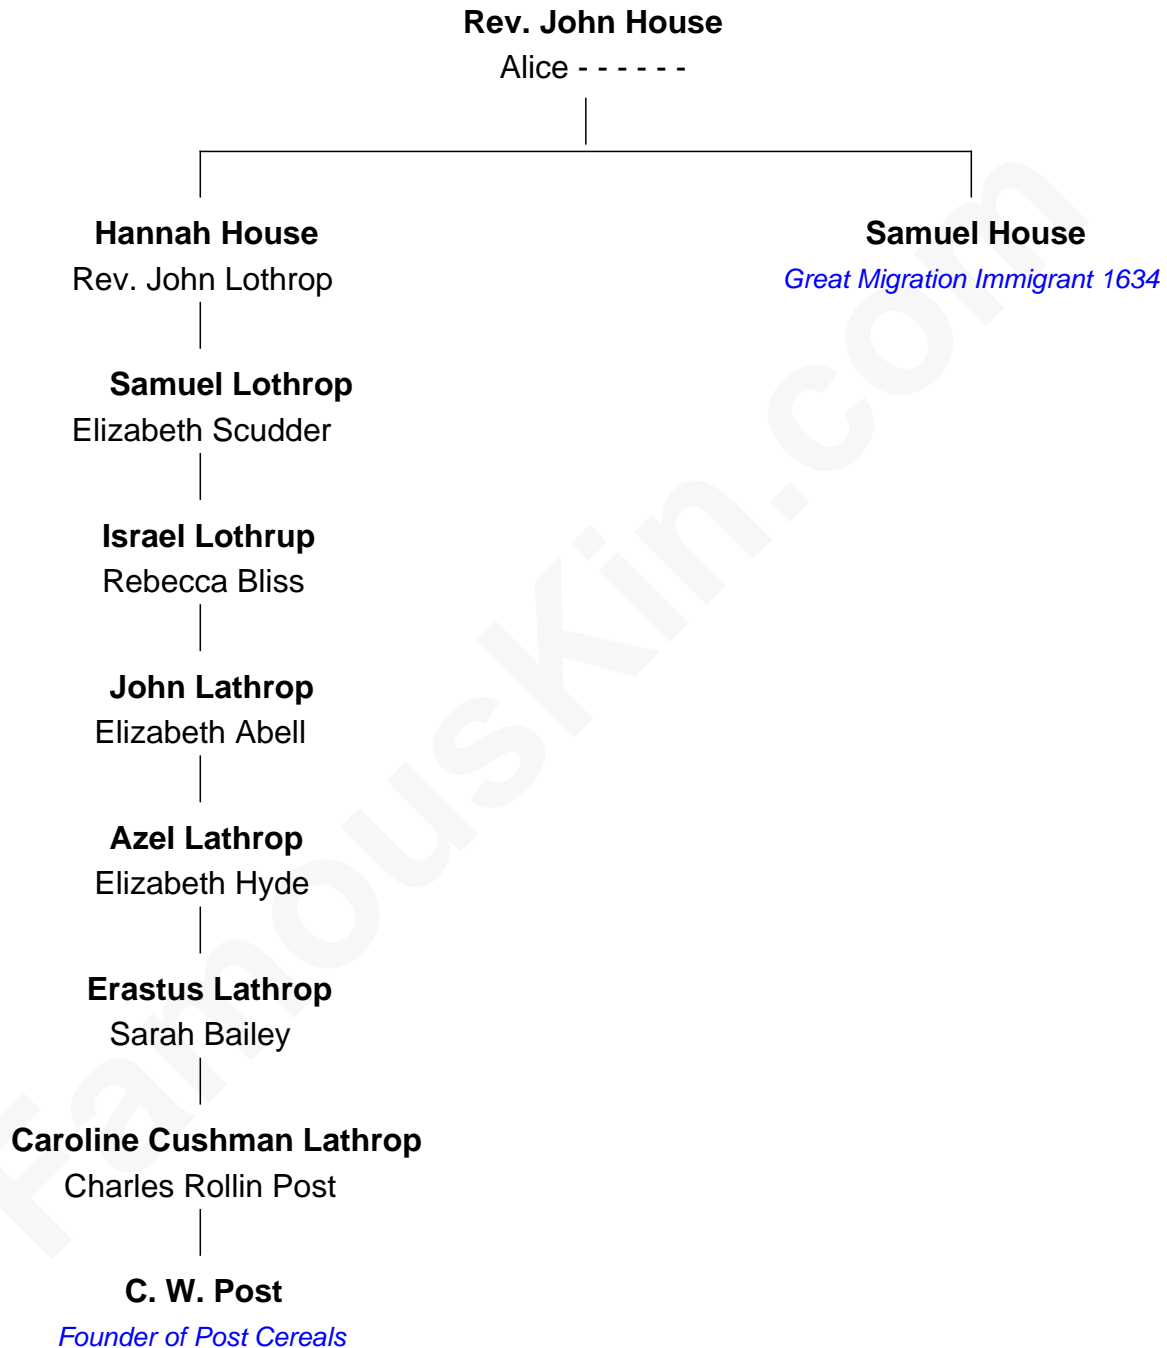 Rev. John House
Alice - - - - - -
Hannah House
Rev. John Lothrop
Samuel House
Great Migration Immigrant 1634
Samuel Lothrop
Elizabeth Scudder
Israel Lothrup
Rebecca Bliss
John Lathrop
Elizabeth Abell
Azel Lathrop
Elizabeth Hyde
Erastus Lathrop
Sarah Bailey
Caroline Cushman Lathrop
Charles Rollin Post
C. W. Post
Founder of Post Cereals
FamousKin.com